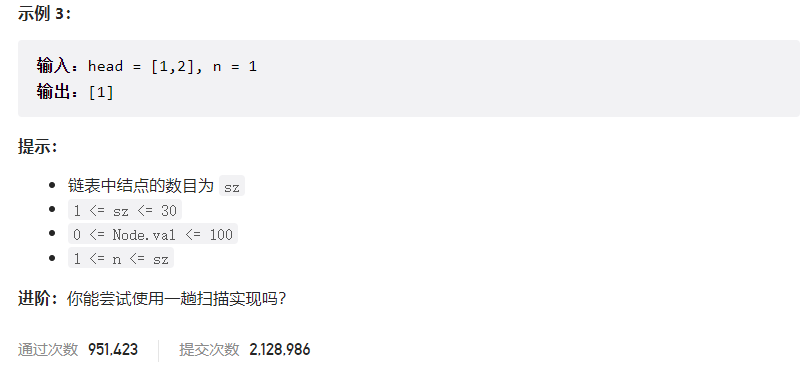 示例 3：
输入：head = [1,2], n = 1
输出：[1]
提示：
链表中结点的数目为 sz
1 <= sz <= 30
0 <= Node.val <= 100
1 <= n <= sz
进阶：你能尝试使用一趟扫描实现吗？
通过次数 951,423 提交次数 2,128,986